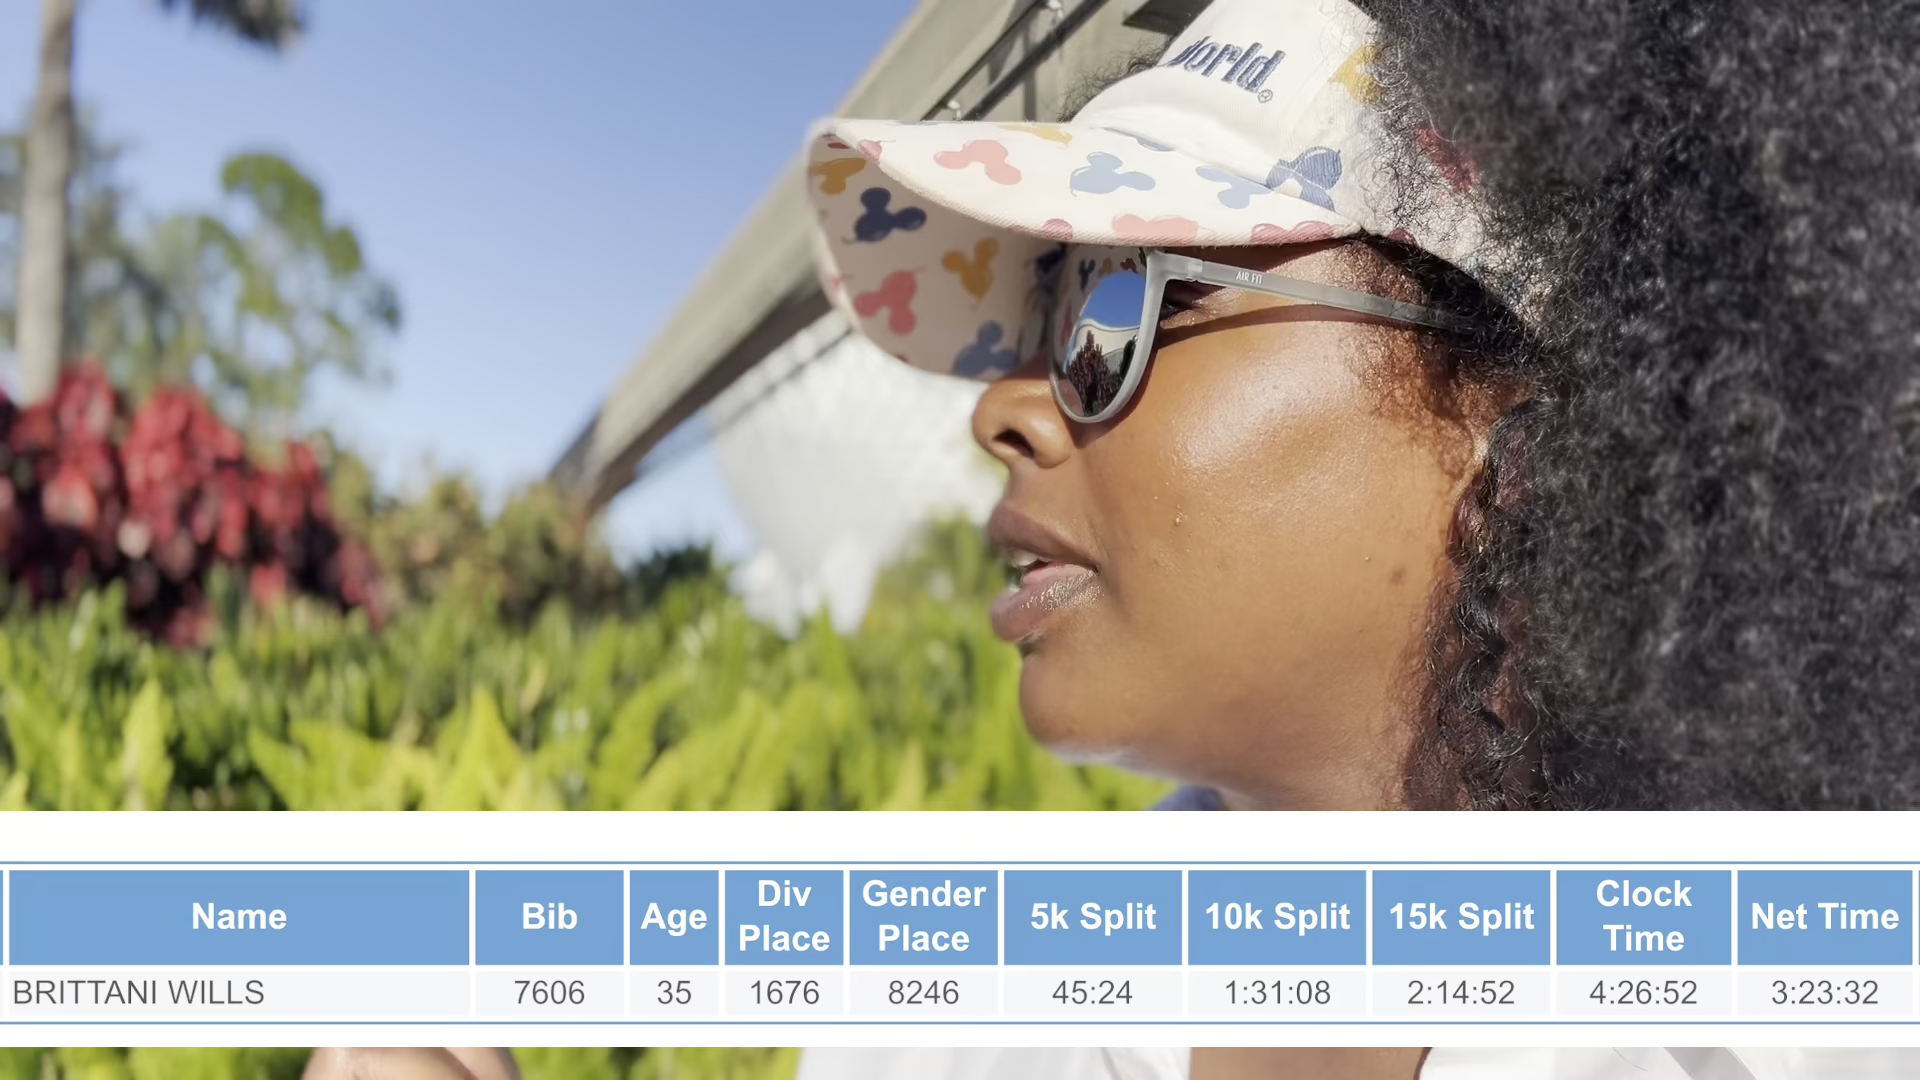 World®
AIR FIT
Name Bib Age Div Place Gender Place 5k Split 10k Split 15k Split Clock Time Net Time
BRITTANI WILLS 7606 35 1676 8246 45:24 1:31:08 2:14:52 4:26:52 3:23:32